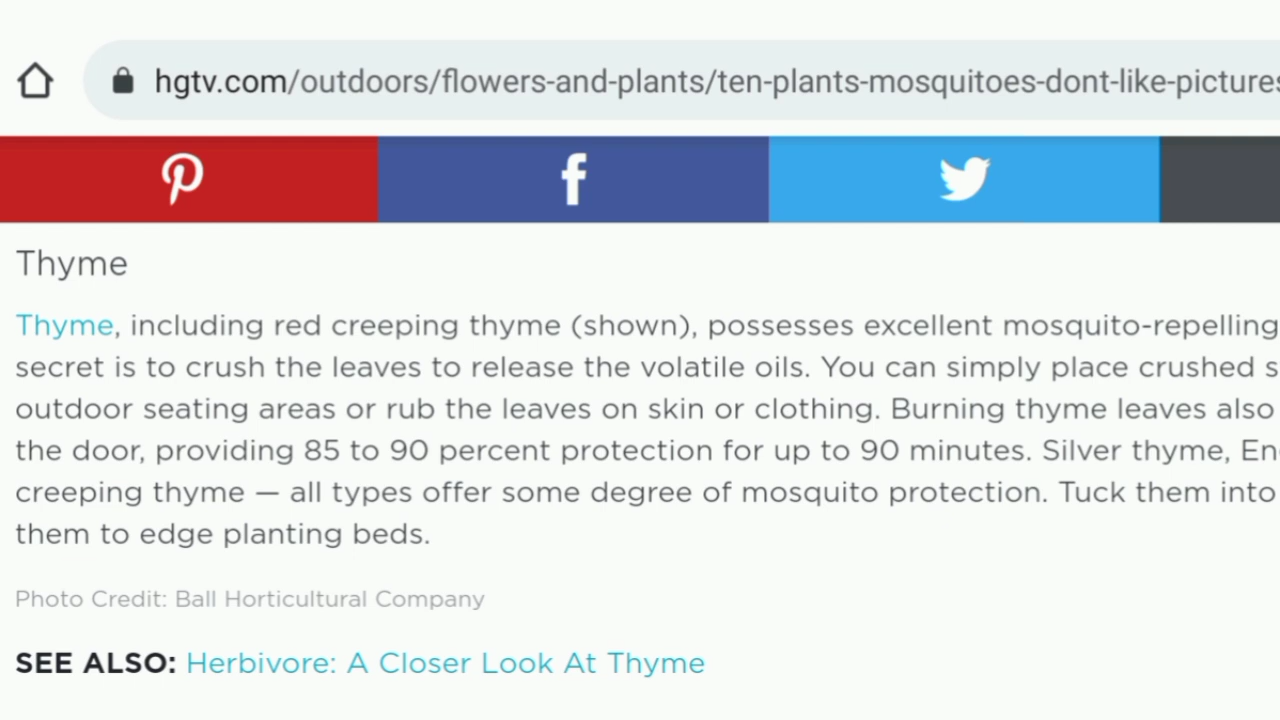 hgtv.com/outdoors/flowers-and-plants/ten-plants-mosquitoes-dont-like-pictures
Thyme
Thyme, including red creeping thyme (shown), possesses excellent mosquito-repelling
secret is to crush the leaves to release the volatile oils. You can simply place crushed s
outdoor seating areas or rub the leaves on skin or clothing. Burning thyme leaves also
the door, providing 85 to 90 percent protection for up to 90 minutes. Silver thyme, En
creeping thyme — all types offer some degree of mosquito protection. Tuck them into
them to edge planting beds.
Photo Credit: Ball Horticultural Company
SEE ALSO: Herbivore: A Closer Look At Thyme